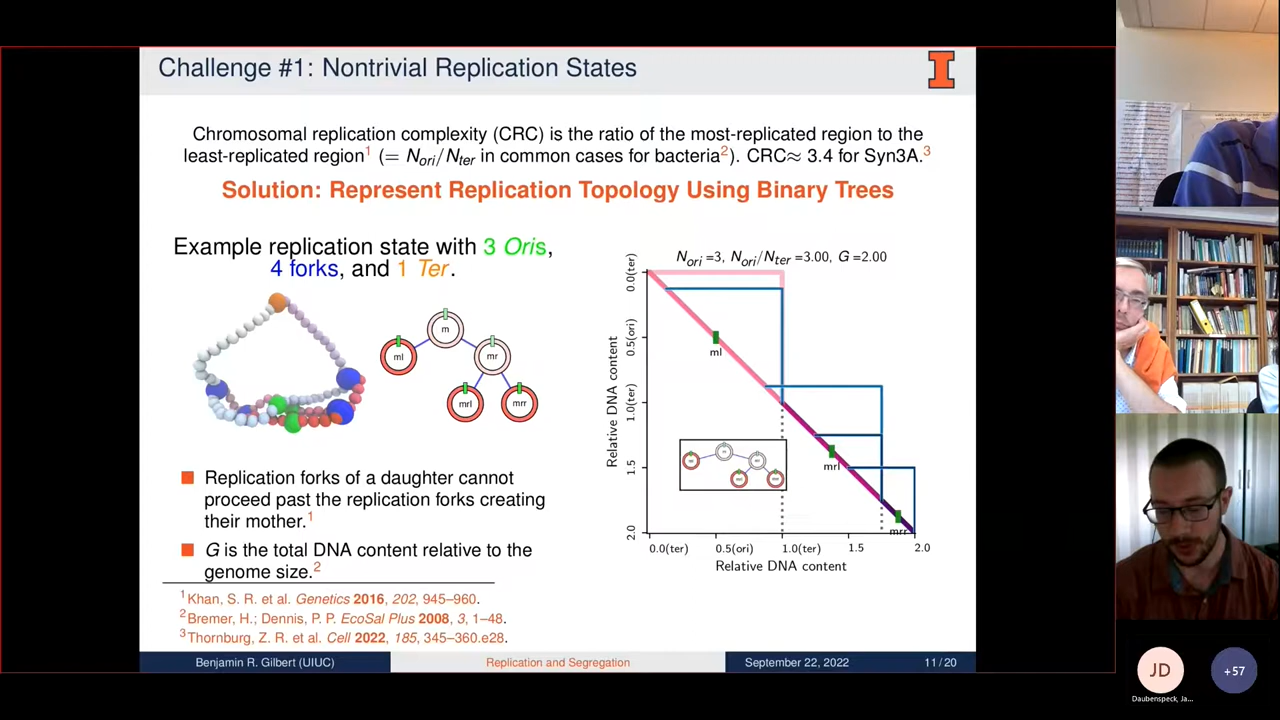 Challenge #1: Nontrivial Replication States
I
Chromosomal replication complexity (CRC) is the ratio of the most-replicated region to the
least-replicated region¹ (= Nori/Nter in common cases for bacteria²). CRC≈ 3.4 for Syn3A.³
Solution: Represent Replication Topology Using Binary Trees
Example replication state with 3 Oris,
4 forks, and 1 Ter.
m
ml
mr
mrl
mrr
Replication forks of a daughter cannot
proceed past the replication forks creating
their mother.¹
G is the total DNA content relative to the
genome size.²
Nori =3, Nori/Nter =3.00, G =2.00
Relative DNA content
0.0(ter)
0.5(ori)
1.0(ter)
1.5
2.0
ml
mrl
mrr
0.0(ter)
0.5(ori)
1.0(ter)
1.5
2.0
Relative DNA content
¹Khan, S. R. et al. Genetics 2016, 202, 945–960.
²Bremer, H.; Dennis, P. P. EcoSal Plus 2008, 3, 1–48.
³Thornburg, Z. R. et al. Cell 2022, 185, 345–360.e28.
Benjamin R. Gilbert (UIUC)
Replication and Segregation
September 22, 2022
11 / 20
JD
Daubenspeck, Ja...
+57